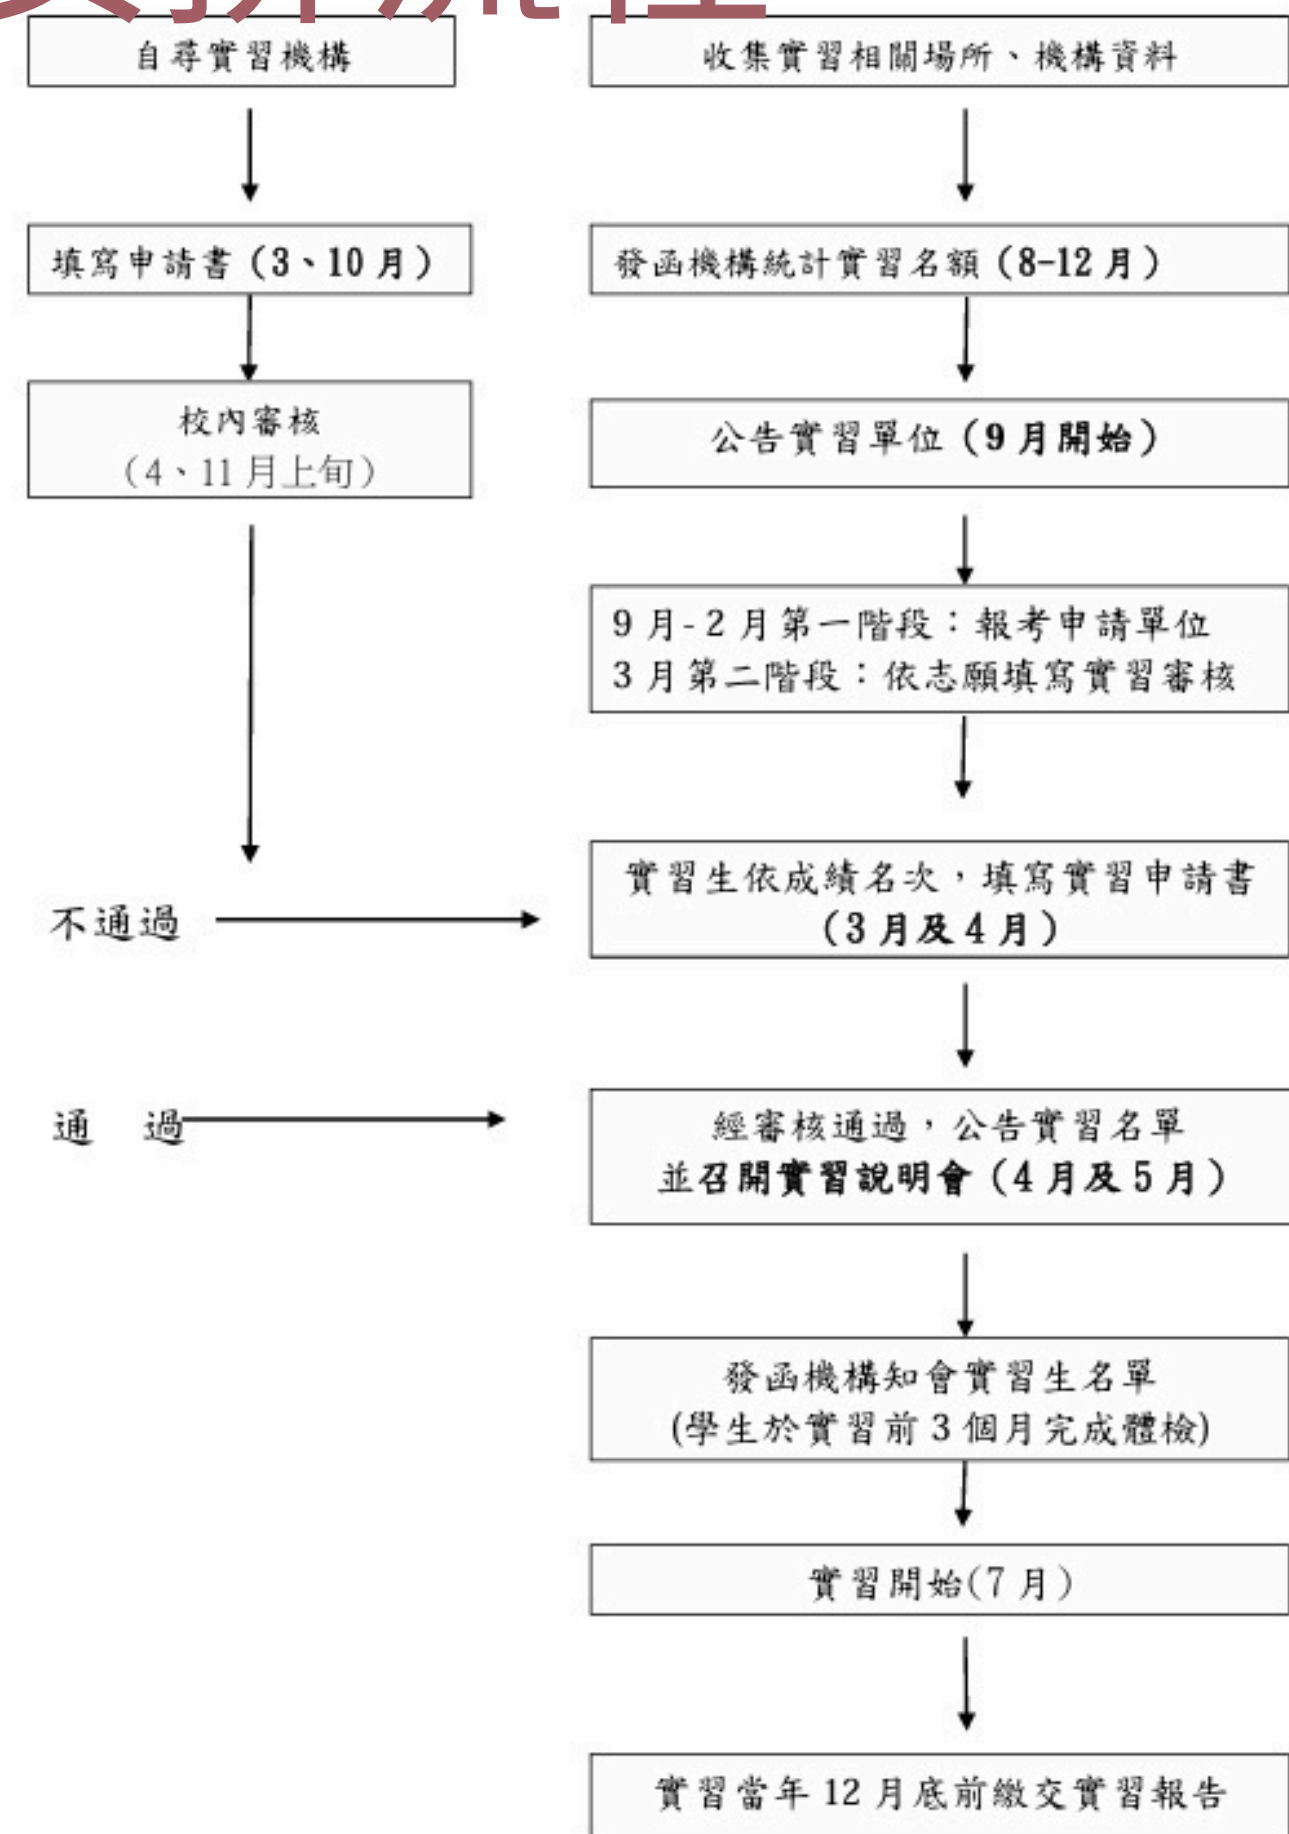 流程
自尋實習機構
收集實習相關場所、機構資料
填寫申請書（3、10月）
發函機構統計實習名額（8-12月）
校內審核
（4、11月上旬）
公告實習單位（9月開始）
9月-2月第一階段：報考申請單位
3月第二階段：依志願填寫實習審核
實習生依成績名次，填寫實習申請書
（3月及4月）
不通過
通 過
經審核通過，公告實習名單
並召開實習說明會（4月及5月）
發函機構知會實習生名單
(學生於實習前3個月完成體檢)
實習開始(7月）
實習當年12月底前繳交實習報告